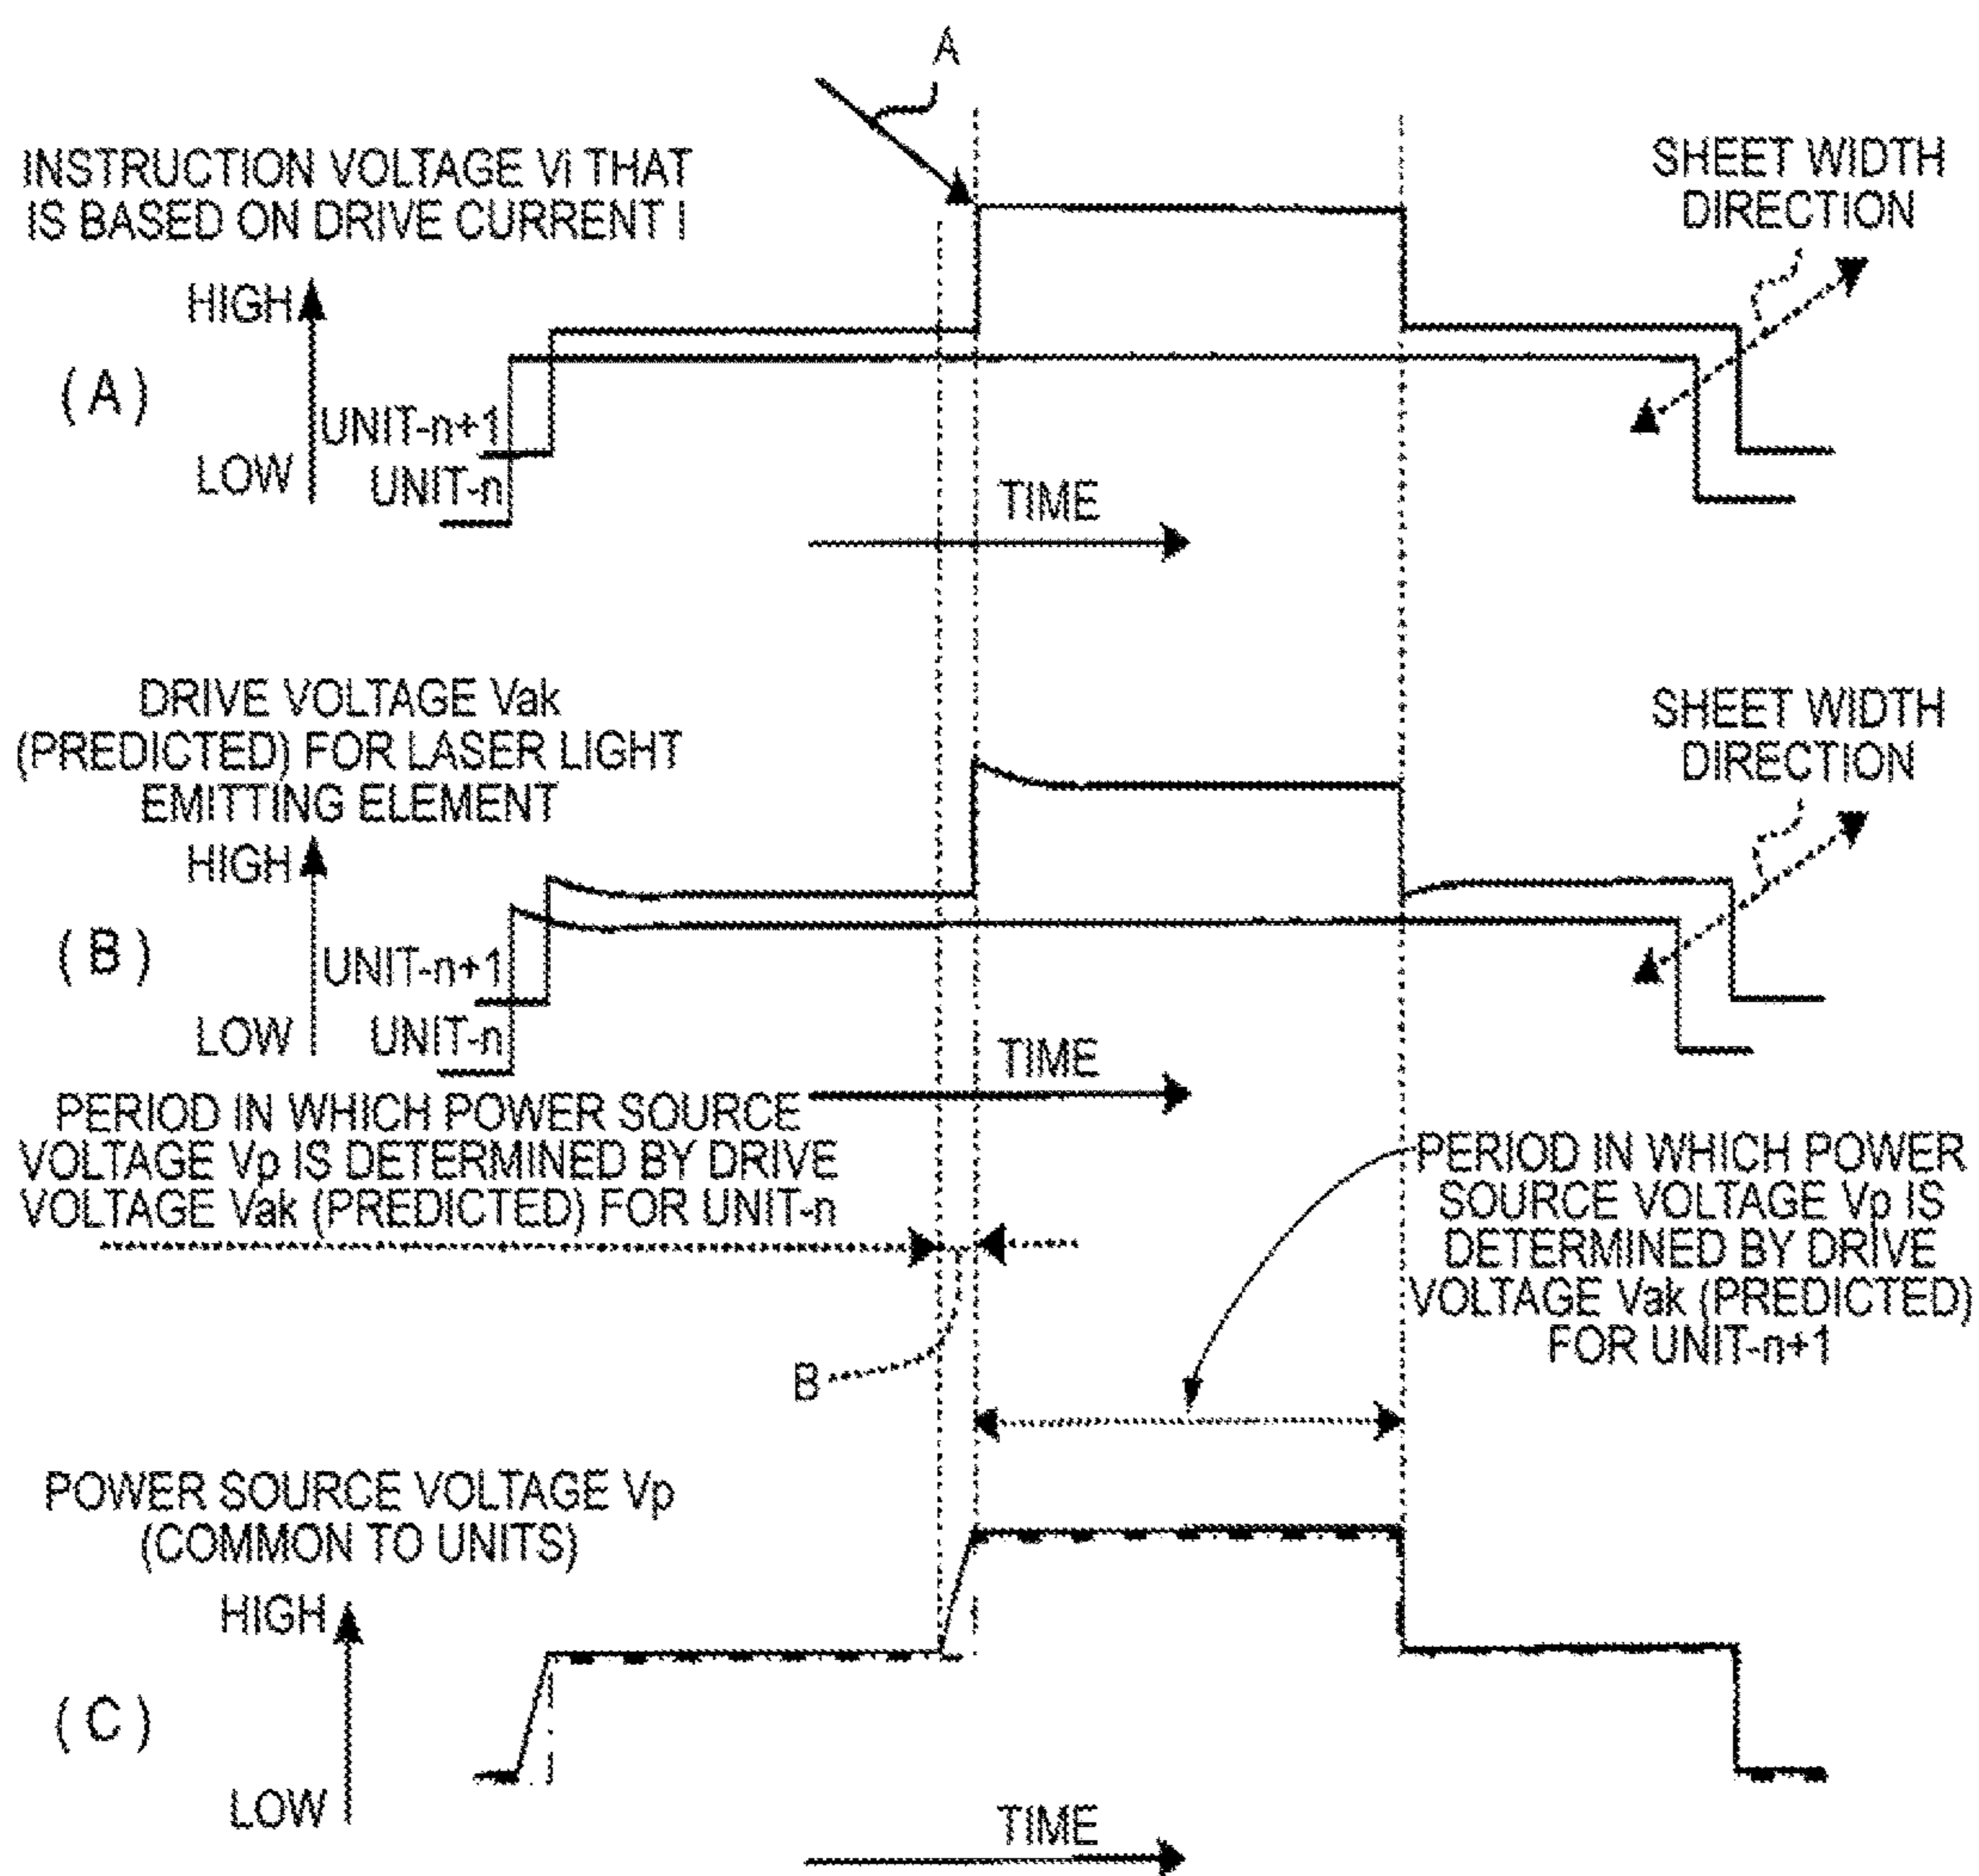 A
INSTRUCTION VOLTAGE Vi THAT
IS BASED ON DRIVE CURRENT I
SHEET WIDTH
DIRECTION
HIGH
( A )
UNIT-n+1
LOW
UNIT-n
TIME
DRIVE VOLTAGE Vak
(PREDICTED) FOR LASER LIGHT
EMITTING ELEMENT
SHEET WIDTH
DIRECTION
HIGH
( B )
UNIT-n+1
LOW
UNIT-n
TIME
PERIOD IN WHICH POWER SOURCE
VOLTAGE Vp IS DETERMINED BY DRIVE
VOLTAGE Vak (PREDICTED) FOR UNIT-n
PERIOD IN WHICH POWER
SOURCE VOLTAGE Vp IS
DETERMINED BY DRIVE
VOLTAGE Vak (PREDICTED)
FOR UNIT-n+1
B
POWER SOURCE VOLTAGE Vp
(COMMON TO UNITS)
HIGH
( C )
LOW
TIME